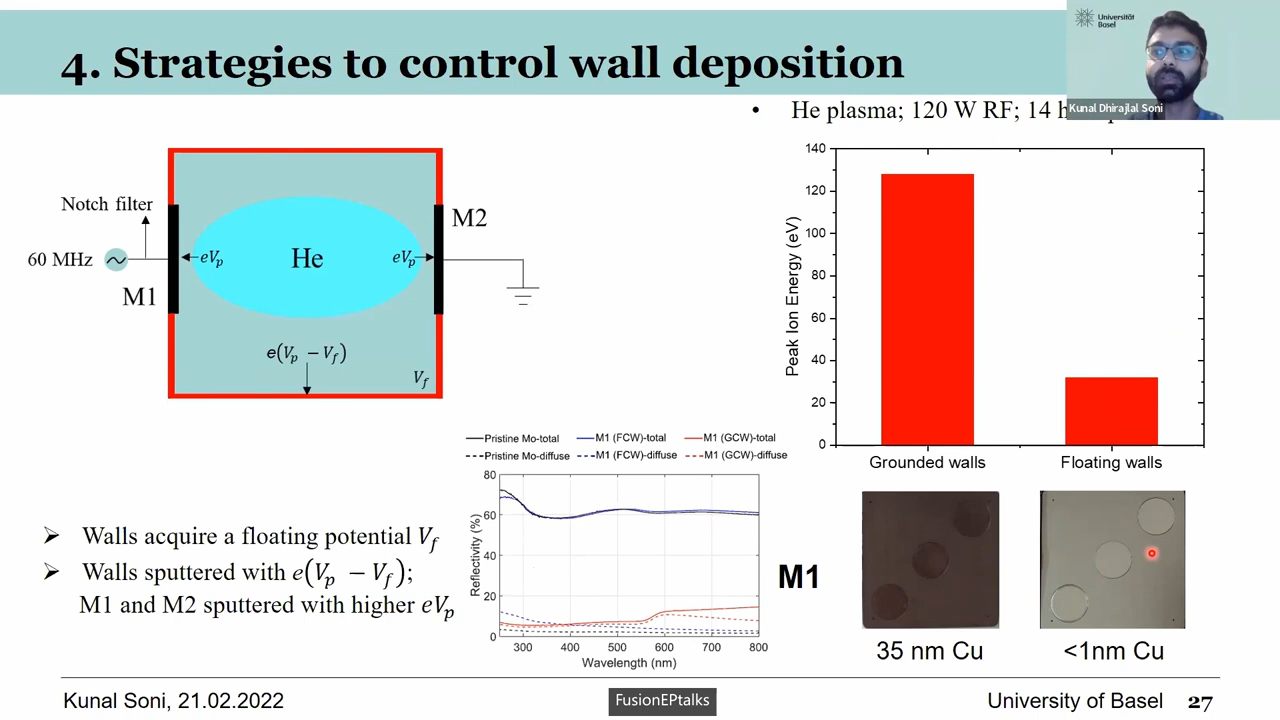 4. Strategies to control wall deposition
Universität
Basel
Kunal Dhirajlal Soni
• He plasma; 120 W RF; 14 h
Notch filter
60 MHz
M1
eVₚ
He
eVₚ
M2
e(Vₚ − V_f)
V_f
140
120
100
80
60
40
20
0
Peak Ion Energy (eV)
Grounded walls
Floating walls
Pristine Mo-total
M1 (FCW)-total
M1 (GCW)-total
Pristine Mo-diffuse
M1 (FCW)-diffuse
M1 (GCW)-diffuse
80
60
40
20
0
Reflectivity (%)
300 400 500 600 700 800
Wavelength (nm)
➢ Walls acquire a floating potential V_f
➢ Walls sputtered with e(Vₚ − V_f);
M1 and M2 sputtered with higher eVₚ
M1
35 nm Cu
<1nm Cu
Kunal Soni, 21.02.2022
FusionEPtalks
University of Basel 27